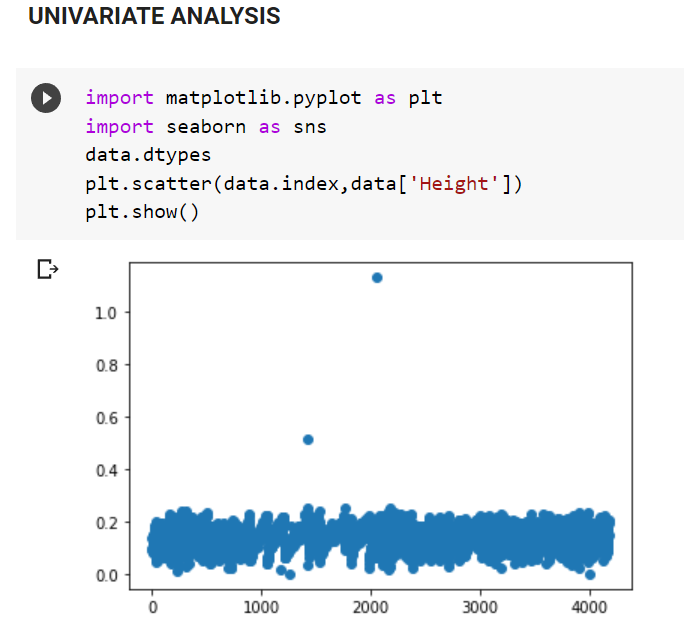 UNIVARIATE ANALYSIS
import matplotlib.pyplot as plt
import seaborn as sns
data.dtypes
plt.scatter(data.index,data['Height'])
plt.show()
1.0
0.8
0.6
0.4
0.2
0.0
0 1000 2000 3000 4000